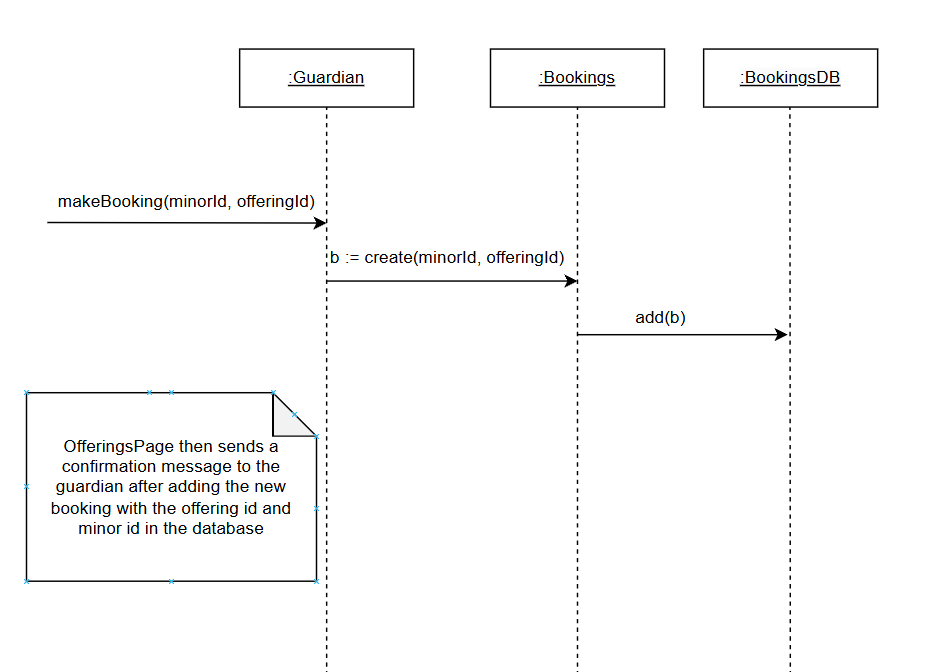 :Guardian
:Bookings
:BookingsDB
makeBooking(minorId, offeringId)
b := create(minorId, offeringId)
add(b)
OfferingsPage then sends a
confirmation message to the
guardian after adding the new
booking with the offering id and
minor id in the database